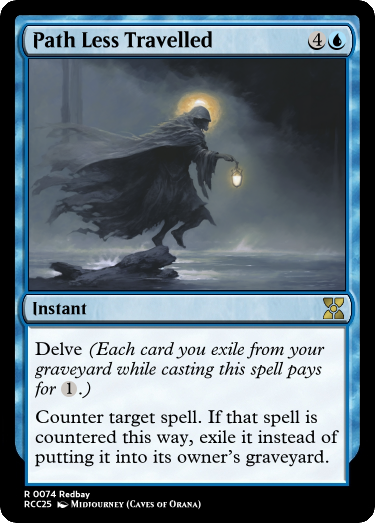 Path Less Travelled 4
Instant
Delve (Each card you exile from your
graveyard while casting this spell pays
for 1.)
Counter target spell. If that spell is
countered this way, exile it instead of
putting it into its owner's graveyard.
R 0074 Redbay
RCC25 Midjourney (Caves of Orana)